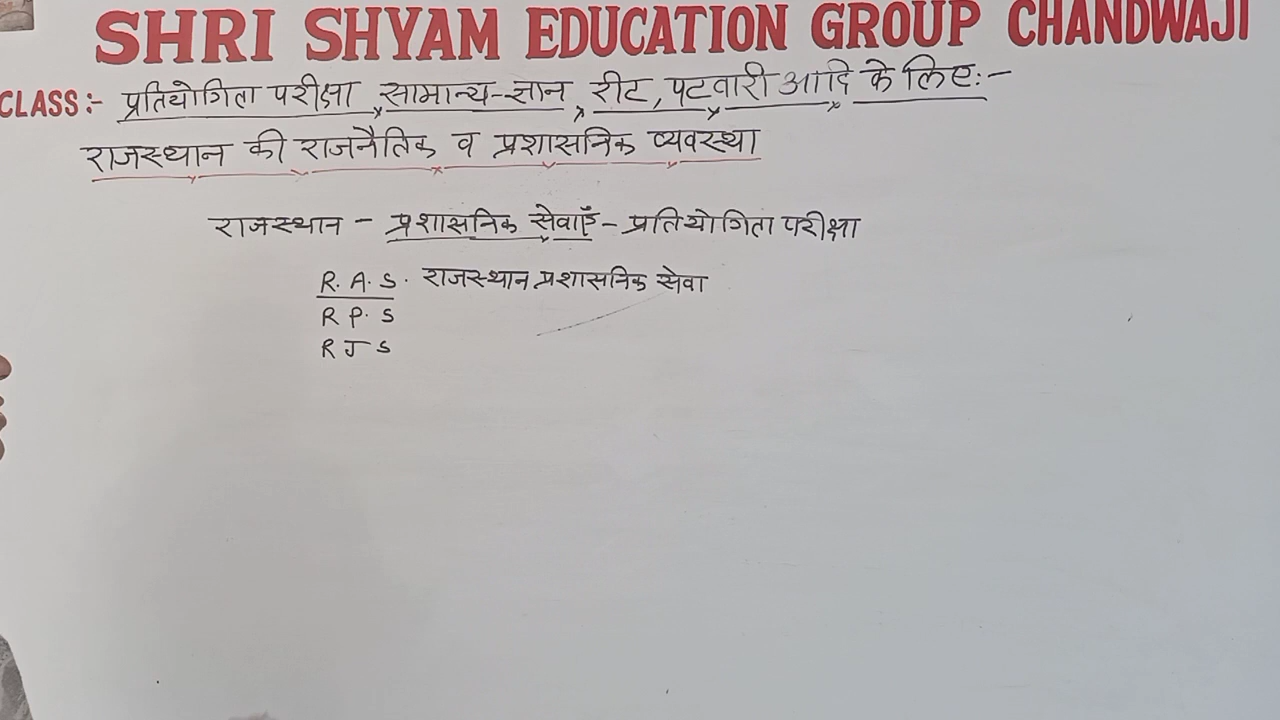 SHRI SHYAM EDUCATION GROUP CHANDWAJI
CLASS:- प्रतियोगिता परीक्षा, सामान्य-ज्ञान, रीट, पटवारी आदि के लिए:-
राजस्थान की राजनैतिक व प्रशासनिक व्यवस्था
राजस्थान - प्रशासनिक सेवाएँ - प्रतियोगिता परीक्षा
R. A. S. राजस्थान प्रशासनिक सेवा
R P. S
R J S